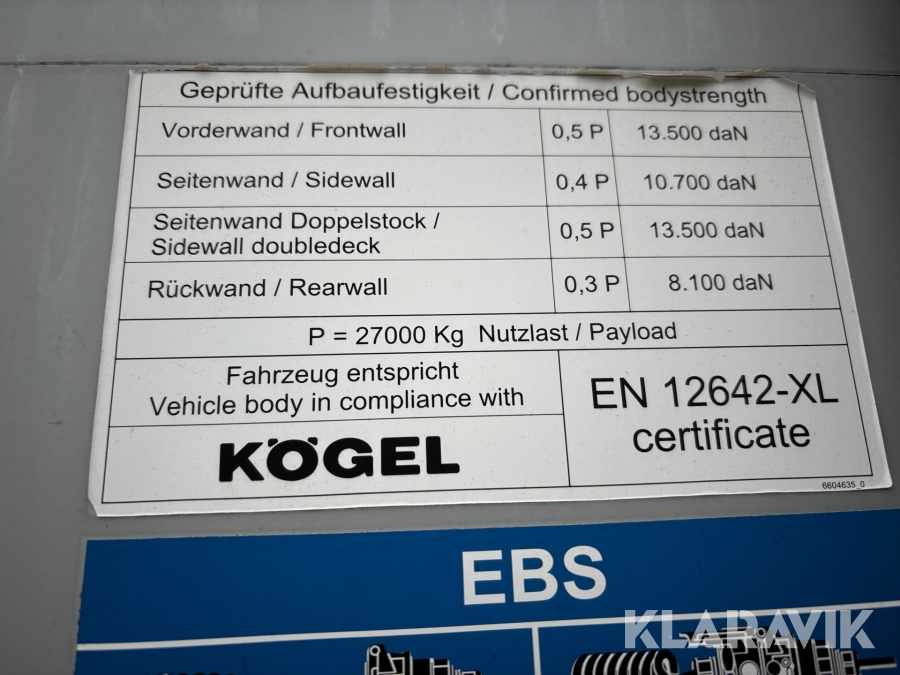 Geprüfte Aufbaufestigkeit / Confirmed bodystrength
Vorderwand / Frontwall 0,5 P 13.500 daN
Seitenwand / Sidewall 0,4 P 10.700 daN
Seitenwand Doppelstock /
Sidewall doubledeck 0,5 P 13.500 daN
Rückwand / Rearwall 0,3 P 8.100 daN
P = 27000 Kg Nutzlast / Payload
Fahrzeug entspricht
Vehicle body in compliance with
KÖGEL
EN 12642-XL
certificate
6604635_0
EBS
KLARAVIK